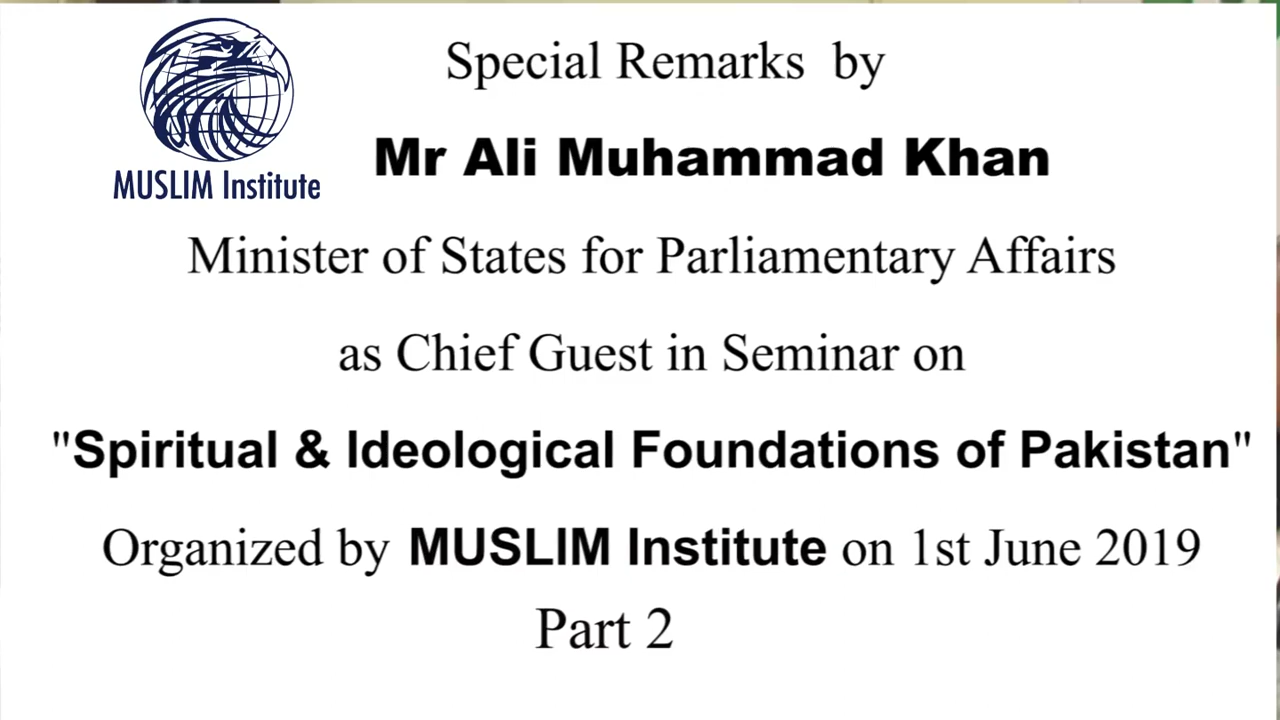 Special Remarks by
MUSLIM Institute
Mr Ali Muhammad Khan
Minister of States for Parliamentary Affairs
as Chief Guest in Seminar on
"Spiritual & Ideological Foundations of Pakistan"
Organized by MUSLIM Institute on 1st June 2019
Part 2